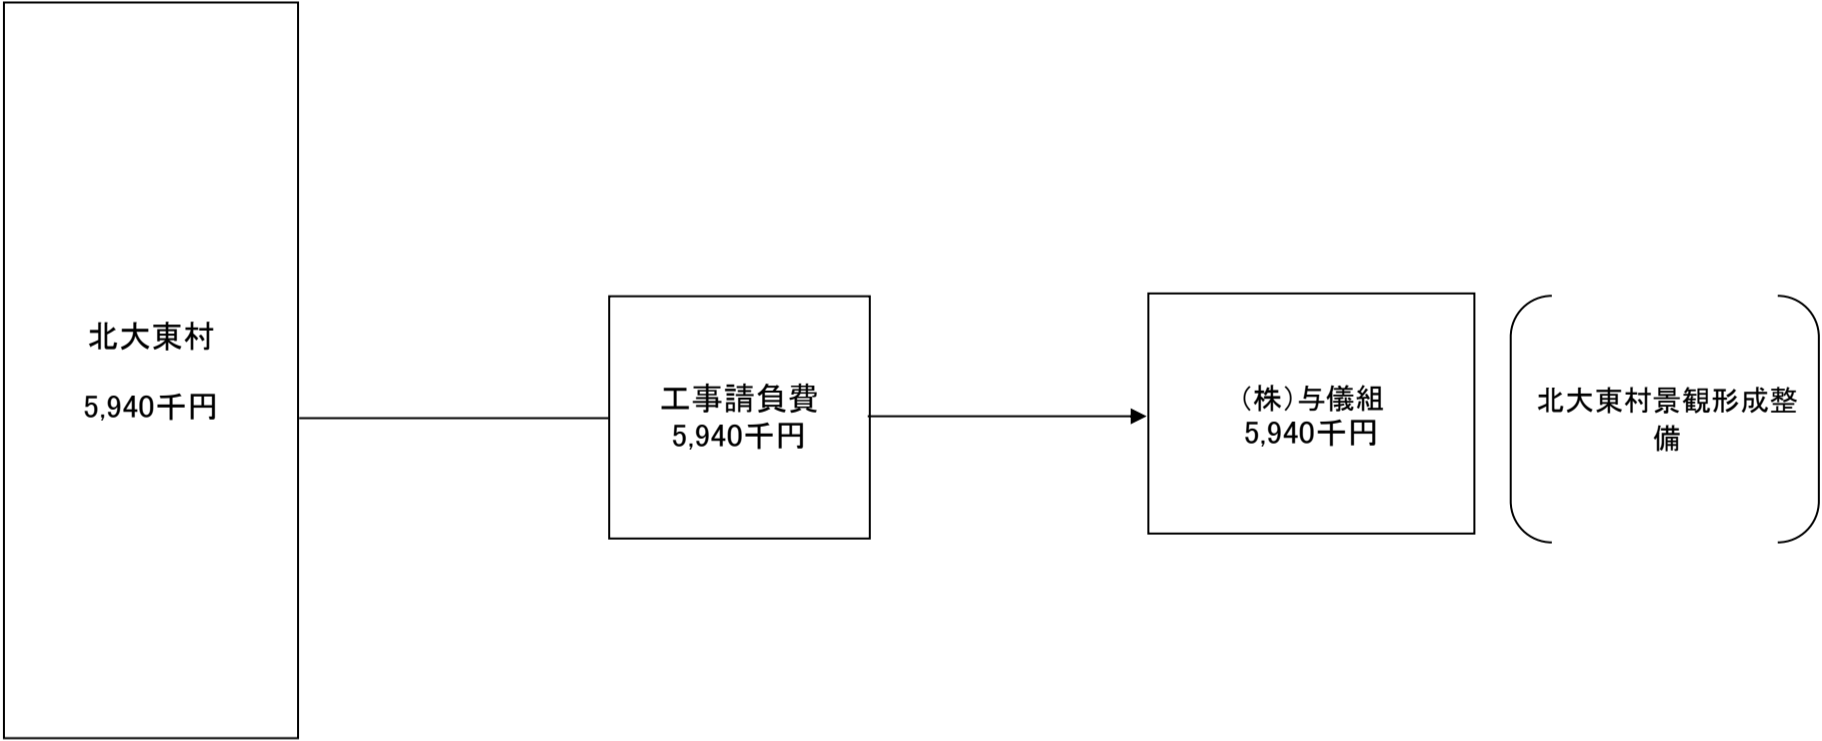 北大東村
5,940千円
工事請負費
5,940千円
（株）与儀組
5,940千円
北大東村景観形成整
備